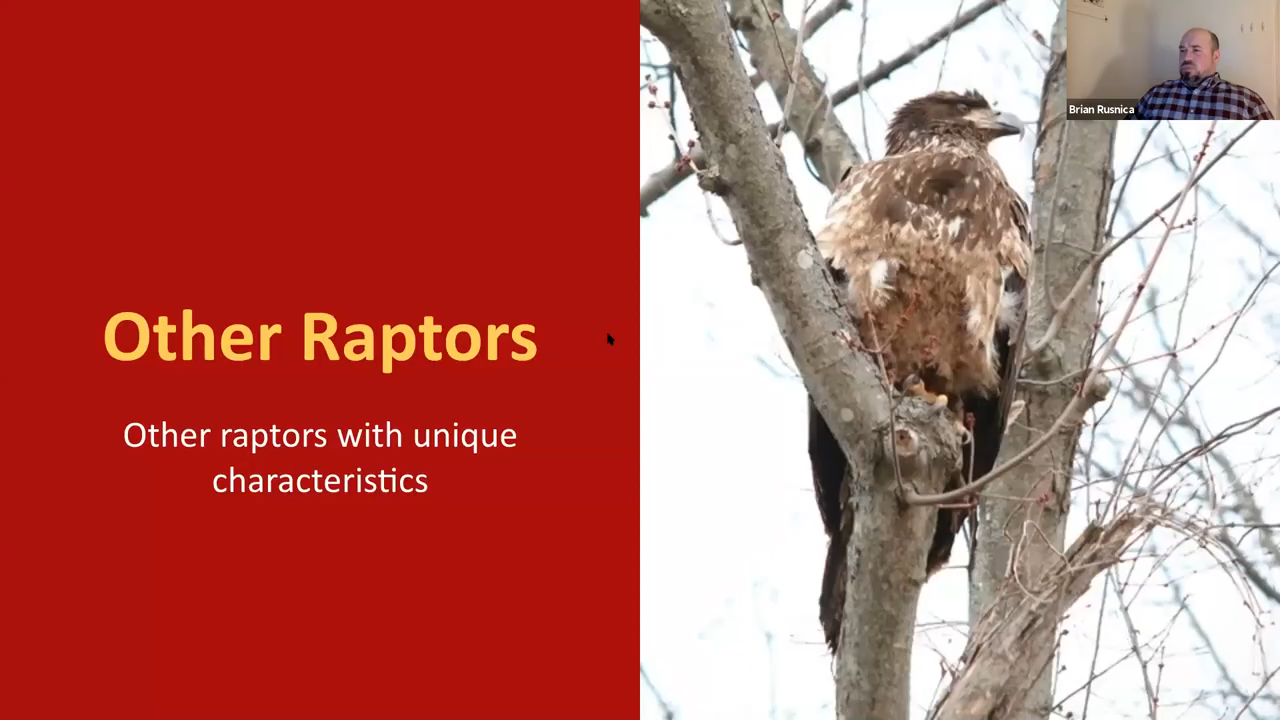 Brian Rusnica
Other Raptors
Other raptors with unique
characteristics